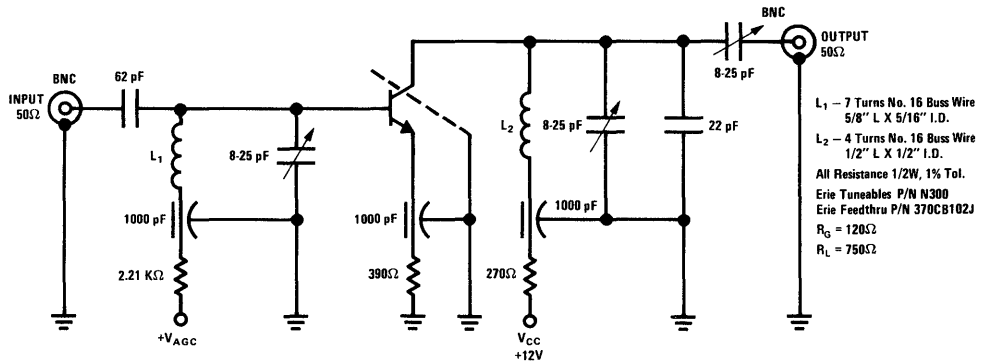 BNC
INPUT
50Ω
62 pF
L1
8-25 pF
1000 pF
2.21 KΩ
+VAGC
1000 pF
390Ω
L2
8-25 pF
22 pF
1000 pF
270Ω
VCC
+12V
8-25 pF
BNC
OUTPUT
50Ω
L1 – 7 Turns No. 16 Buss Wire
5/8" L X 5/16" I.D.
L2 – 4 Turns No. 16 Buss Wire
1/2" L X 1/2" I.D.
All Resistance 1/2W, 1% Tol.
Erie Tuneables P/N N300
Erie Feedthru P/N 370CB102J
RG = 120Ω
RL = 750Ω